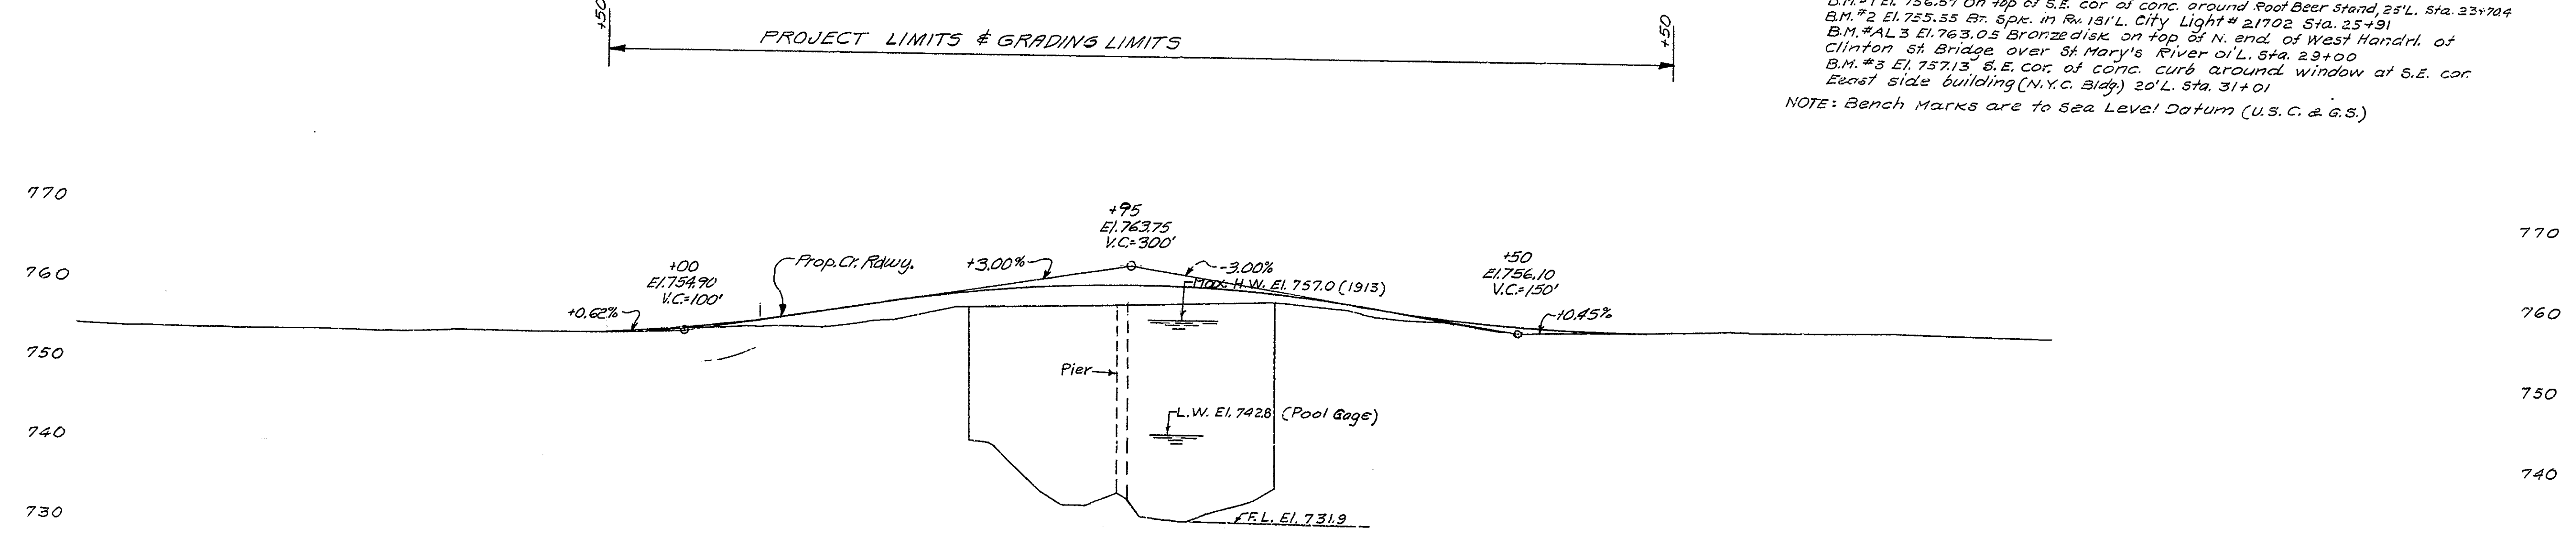 +50
+50
PROJECT LIMITS & GRADING LIMITS
B.M.#1 El. 756.57 On top of S.E. cor of conc. around Root Beer Stand, 25'L. Sta. 23+70.4
B.M.#2 El. 755.55 Br. Spk. in Rv. 181'L. City Light # 21702 Sta. 25+91
B.M.#AL 3 El. 763.05 Bronze disk on top of N. end of West Handrl. of
Clinton St. Bridge over St. Mary's River 01'L. Sta. 29+00
B.M.#3 El. 757.13 S.E. cor. of conc. curb around window at S.E. cor.
East side building (N.Y.C. Bldg.) 20'L. Sta. 31+01
NOTE: Bench Marks are to Sea Level Datum (U.S.C. & G.S.)
770
770
+95
El. 763.75
V.C.=300'
760
+00
El. 754.90
V.C.=100'
Prop. Gr. Rdwy.
+3.00%
-3.00%
+50
El. 756.10
V.C.=150'
Max. H.W. El. 757.0 (1913)
+0.62%
+0.45%
760
750
Pier
750
L.W. El. 742.8 (Pool Gage)
740
740
730
F.L. El. 731.9